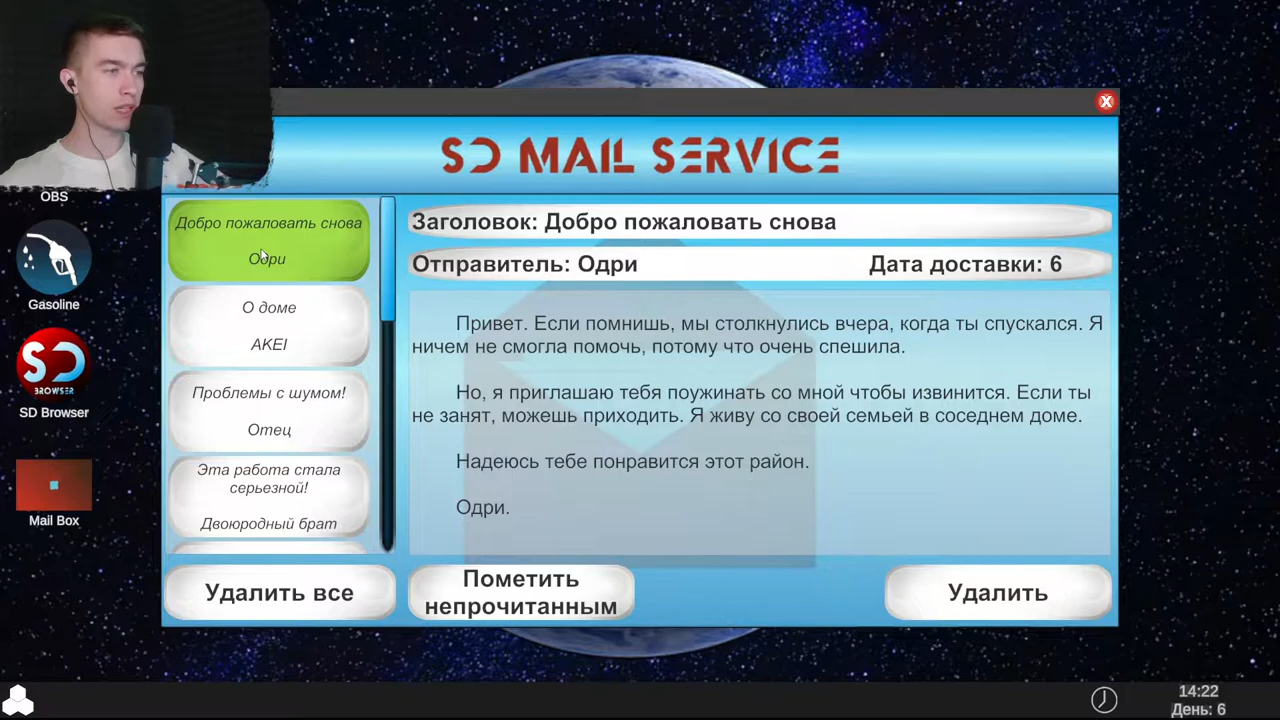 SD MAIL SERVICE
OBS
Gasoline
SD
BROWSER
SD Browser
Mail Box
Добро пожаловать снова
Одри
О доме
AKEI
Проблемы с шумом!
Отец
Эта работа стала
серьезной!
Двоюродный брат
Заголовок: Добро пожаловать снова
Отправитель: Одри
Дата доставки: 6
Привет. Если помнишь, мы столкнулись вчера, когда ты спускался. Я
ничем не смогла помочь, потому что очень спешила.
Но, я приглашаю тебя поужинать со мной чтобы извинится. Если ты
не занят, можешь приходить. Я живу со своей семьей в соседнем доме.
Надеюсь тебе понравится этот район.
Одри.
Удалить все
Пометить
непрочитанным
Удалить
14:22
День: 6